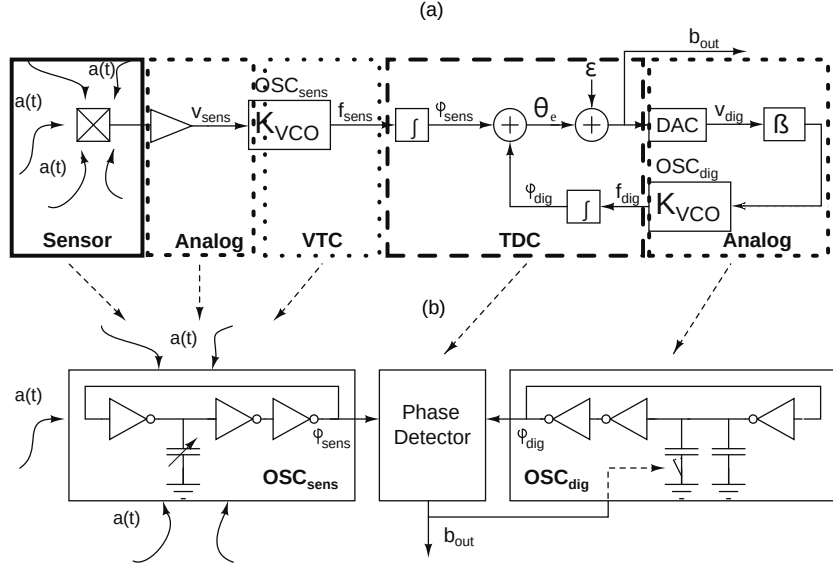 (a)
b_out
a(t)
a(t)
a(t)
v_sens
OSC_sens
K_VCO
f_sens
∫
φ_sens
+
θ_e
ε
+
DAC
v_dig
ß
OSC_dig
K_VCO
f_dig
∫
φ_dig
Sensor
Analog
VTC
TDC
Analog
(b)
a(t)
a(t)
φ_sens
OSC_sens
Phase
Detector
φ_dig
OSC_dig
a(t)
b_out